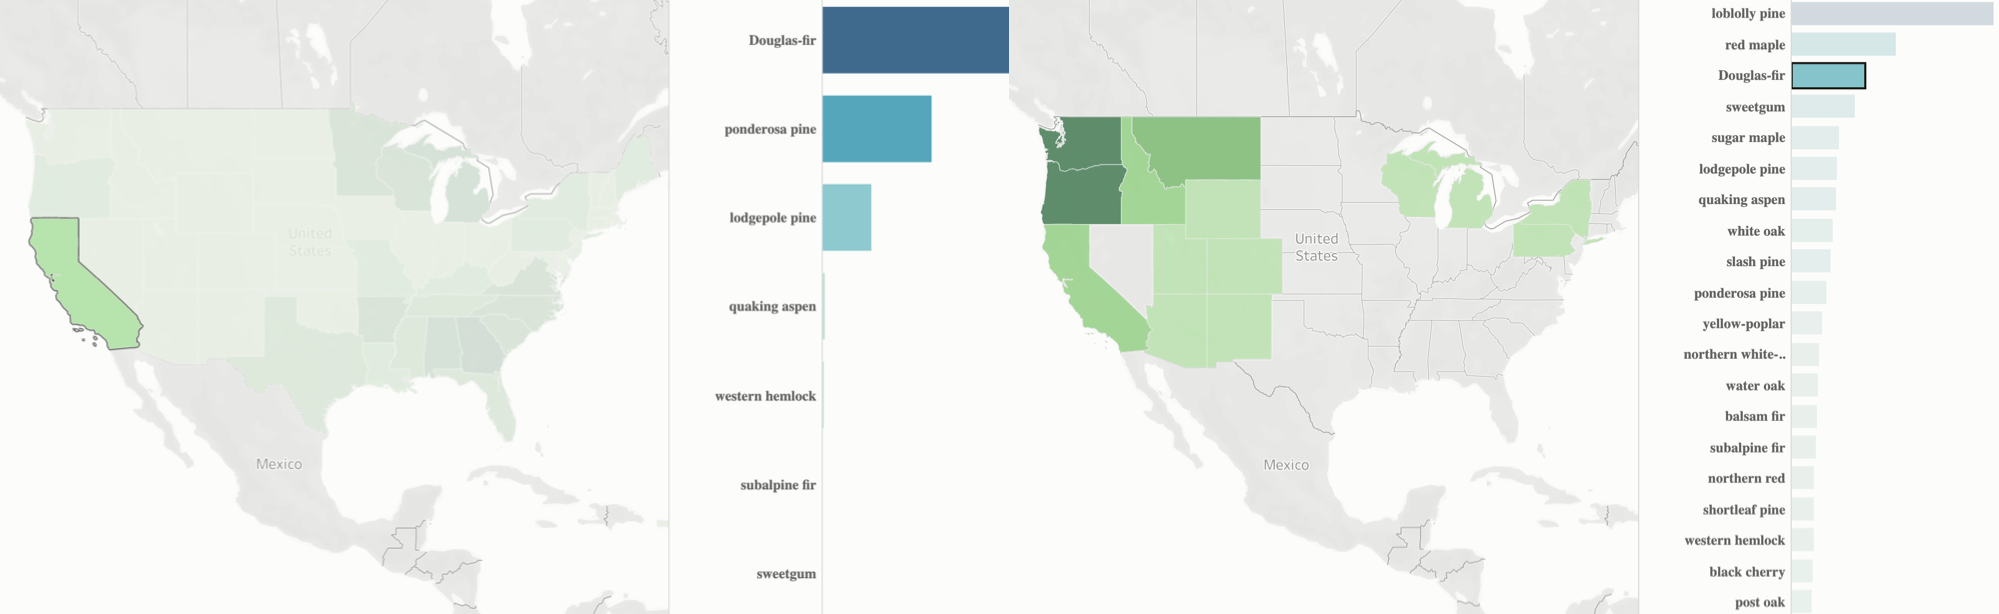 United
States
Mexico
Douglas-fir
ponderosa pine
lodgepole pine
quaking aspen
western hemlock
subalpine fir
sweetgum
United
States
Mexico
loblolly pine
red maple
Douglas-fir
sweetgum
sugar maple
lodgepole pine
quaking aspen
white oak
slash pine
ponderosa pine
yellow-poplar
northern white-..
water oak
balsam fir
subalpine fir
northern red
shortleaf pine
western hemlock
black cherry
post oak